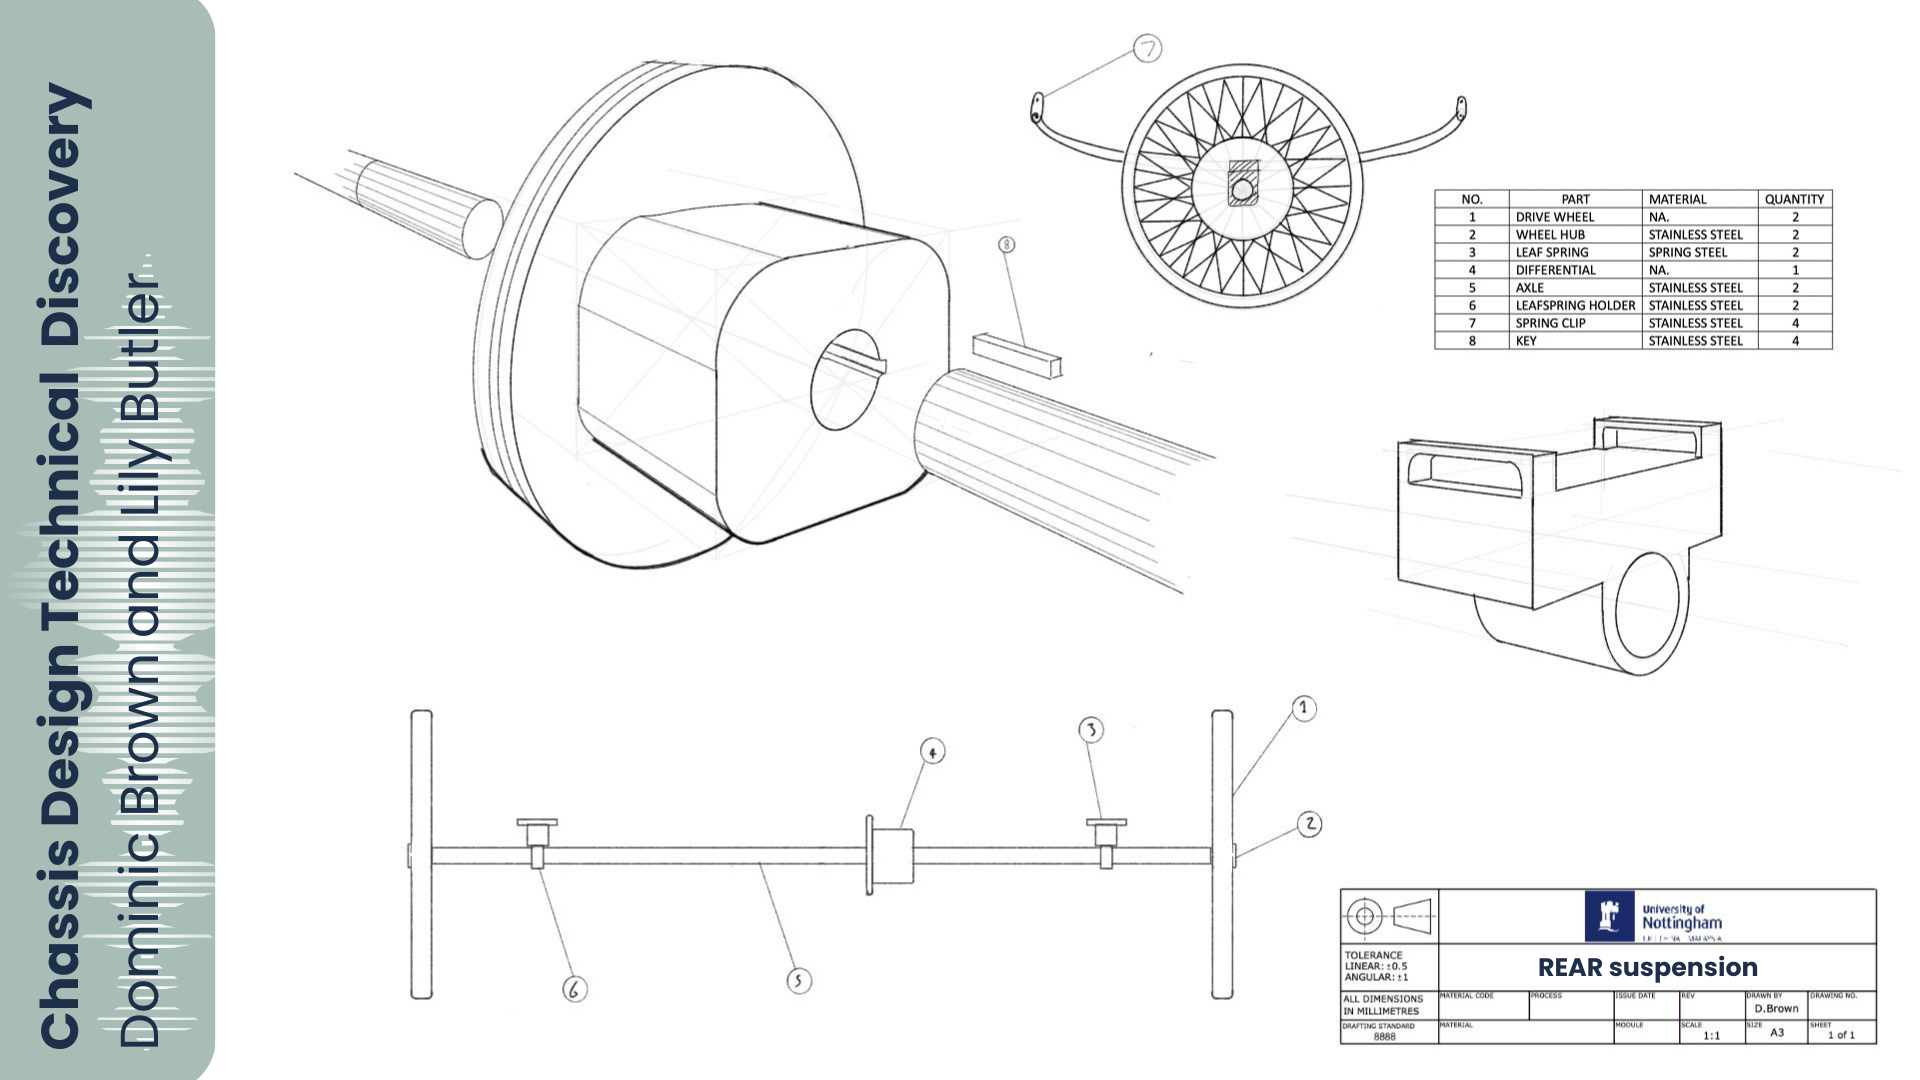 Chassis Design Technical Discovery
Dominic Brown and Lilly Butler.
7
8
NO. PART MATERIAL QUANTITY
1 DRIVE WHEEL NA. 2
2 WHEEL HUB STAINLESS STEEL 2
3 LEAF SPRING SPRING STEEL 2
4 DIFFERENTIAL NA. 1
5 AXLE STAINLESS STEEL 2
6 LEAFSPRING HOLDER STAINLESS STEEL 2
7 SPRING CLIP STAINLESS STEEL 4
8 KEY STAINLESS STEEL 4
1
3
4
2
6
5
University of
Nottingham
TOLERANCE
LINEAR: ±0.5
ANGULAR: ±1
REAR suspension
ALL DIMENSIONS
IN MILLIMETRES
MATERIAL CODE PROCESS ISSUE DATE REV DRAWN BY DRAWING NO.
D.Brown
DRAFTING STANDARD
8888
MATERIAL MODULE SCALE SIZE SHEET
1:1 A3 1 of 1